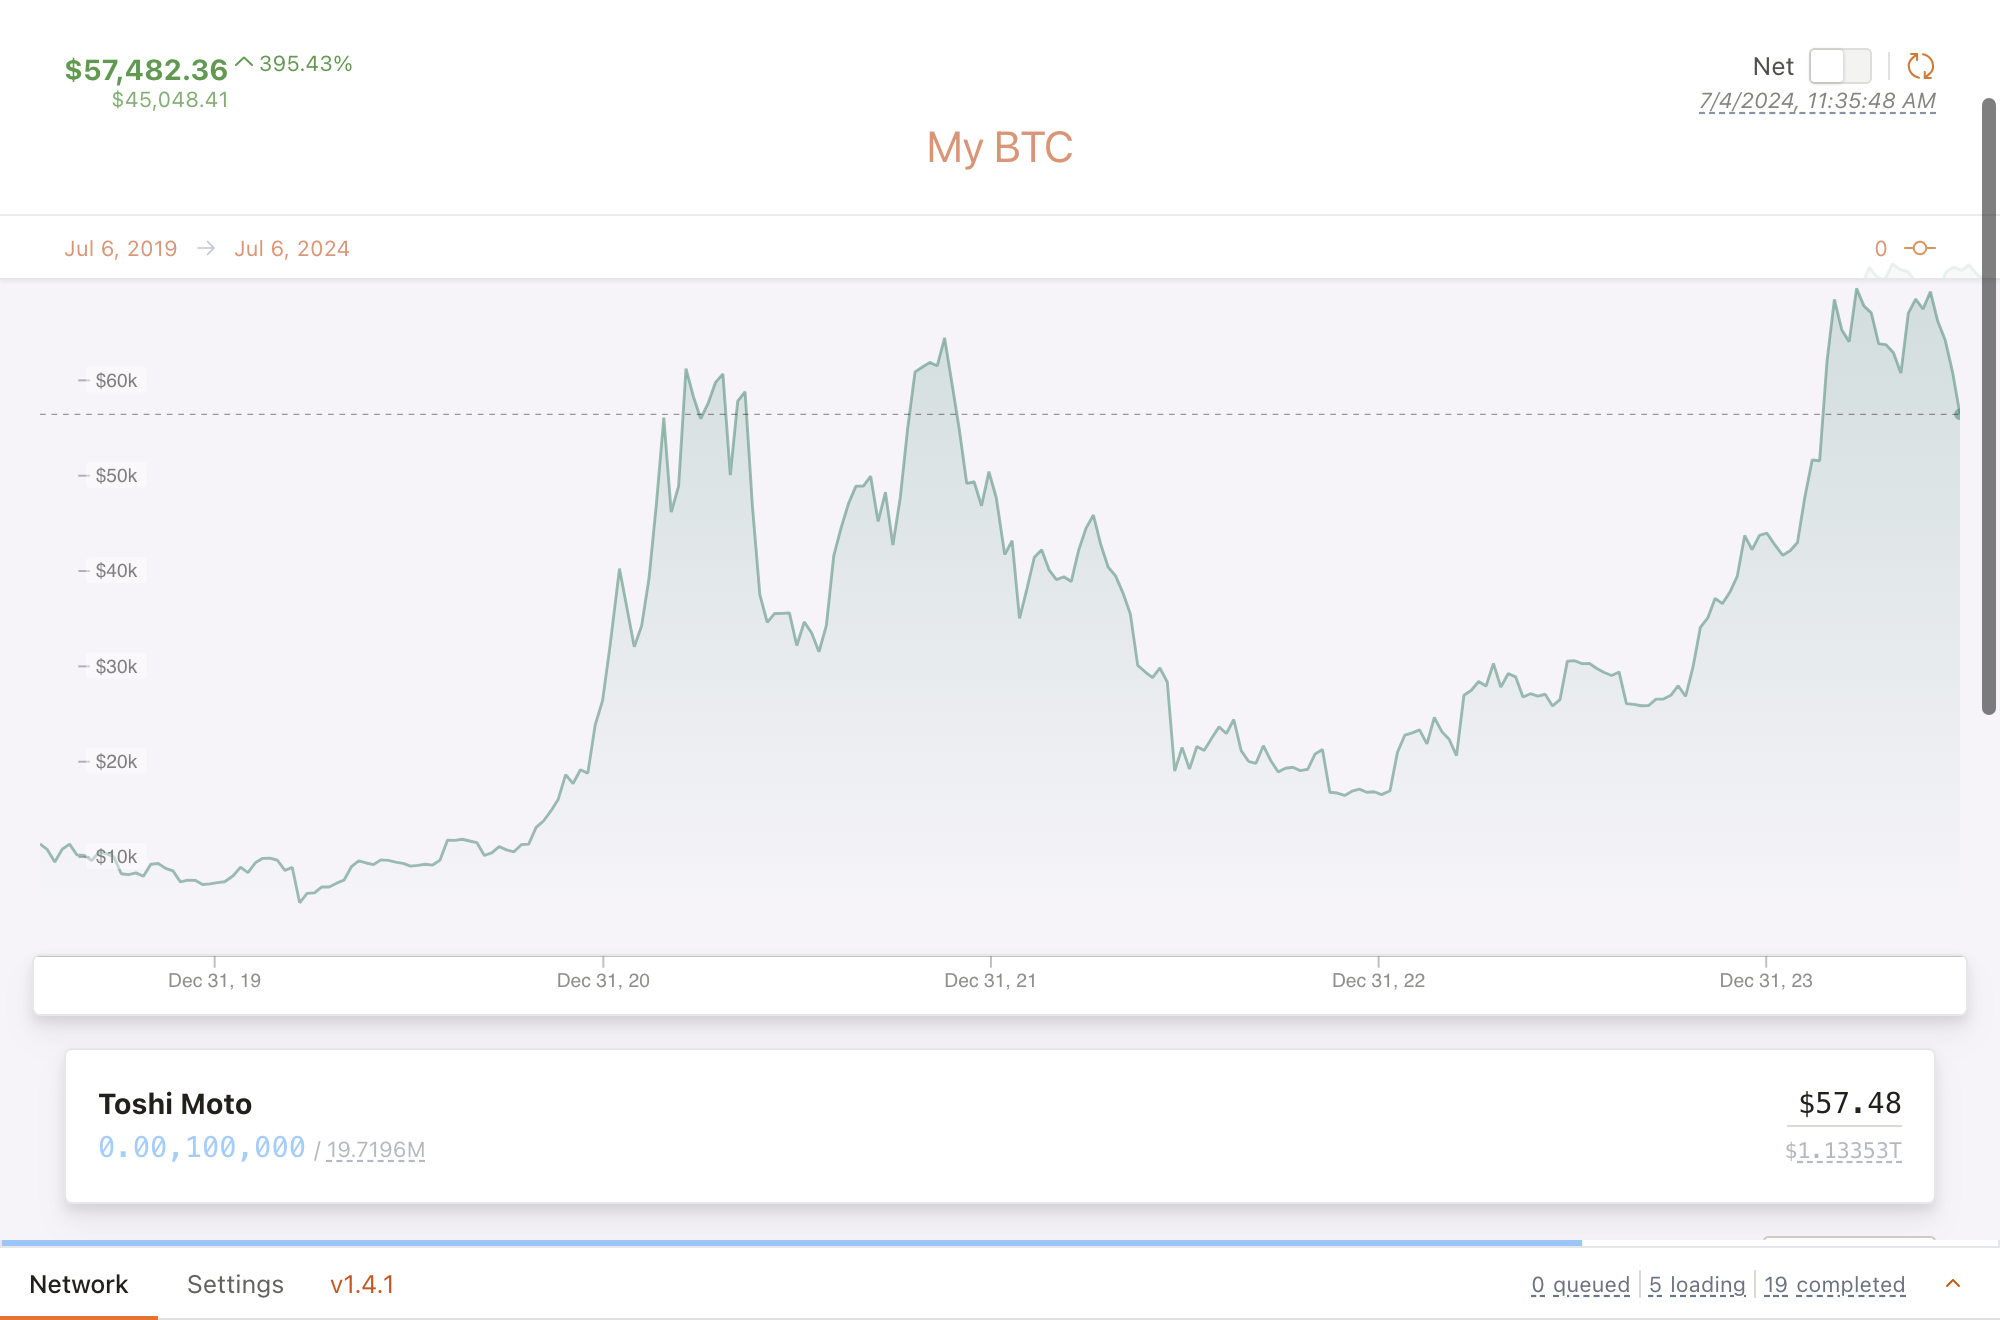 $57,482.36 395.43%
$45,048.41
Net
7/4/2024, 11:35:48 AM
My BTC
Jul 6, 2019 → Jul 6, 2024
0
$60k
$50k
$40k
$30k
$20k
$10k
Dec 31, 19
Dec 31, 20
Dec 31, 21
Dec 31, 22
Dec 31, 23
Toshi Moto
$57.48
0.00,100,000 / 19.7196M
$1.13353T
Network
Settings
v1.4.1
0 queued
5 loading
19 completed